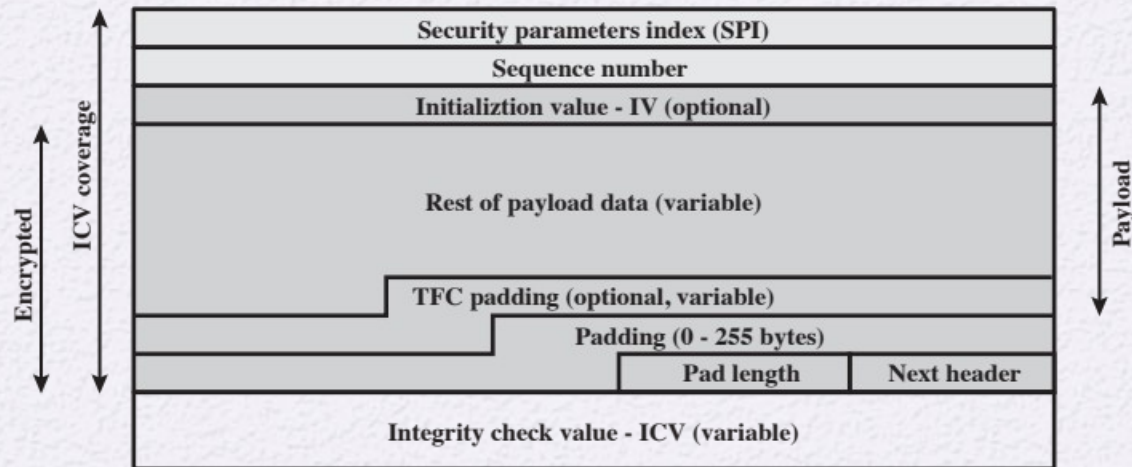 Security parameters index (SPI)
Sequence number
Initializtion value - IV (optional)
Rest of payload data (variable)
TFC padding (optional, variable)
Padding (0 - 255 bytes)
Pad length
Next header
Integrity check value - ICV (variable)
Encrypted
ICV coverage
Payload